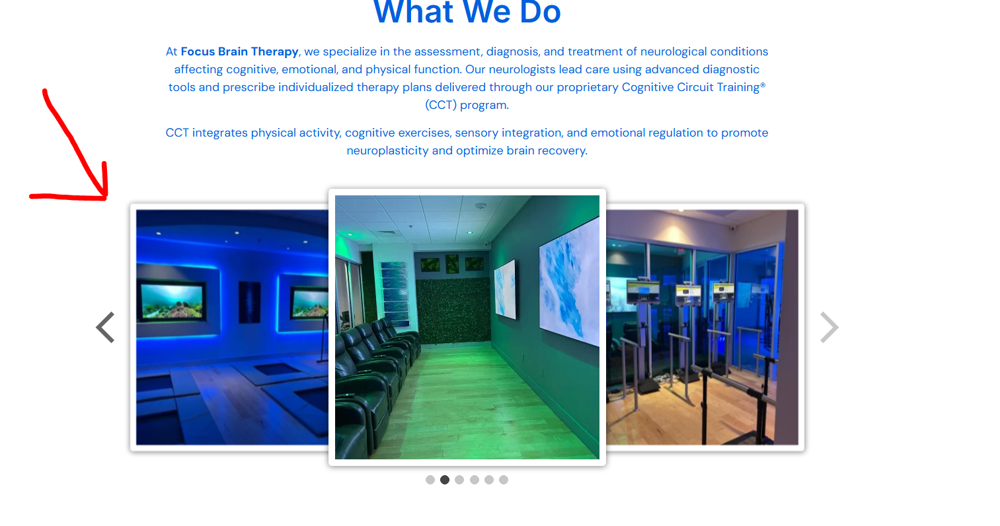 What We Do
At Focus Brain Therapy, we specialize in the assessment, diagnosis, and treatment of neurological conditions
affecting cognitive, emotional, and physical function. Our neurologists lead care using advanced diagnostic
tools and prescribe individualized therapy plans delivered through our proprietary Cognitive Circuit Training®
(CCT) program.
CCT integrates physical activity, cognitive exercises, sensory integration, and emotional regulation to promote
neuroplasticity and optimize brain recovery.